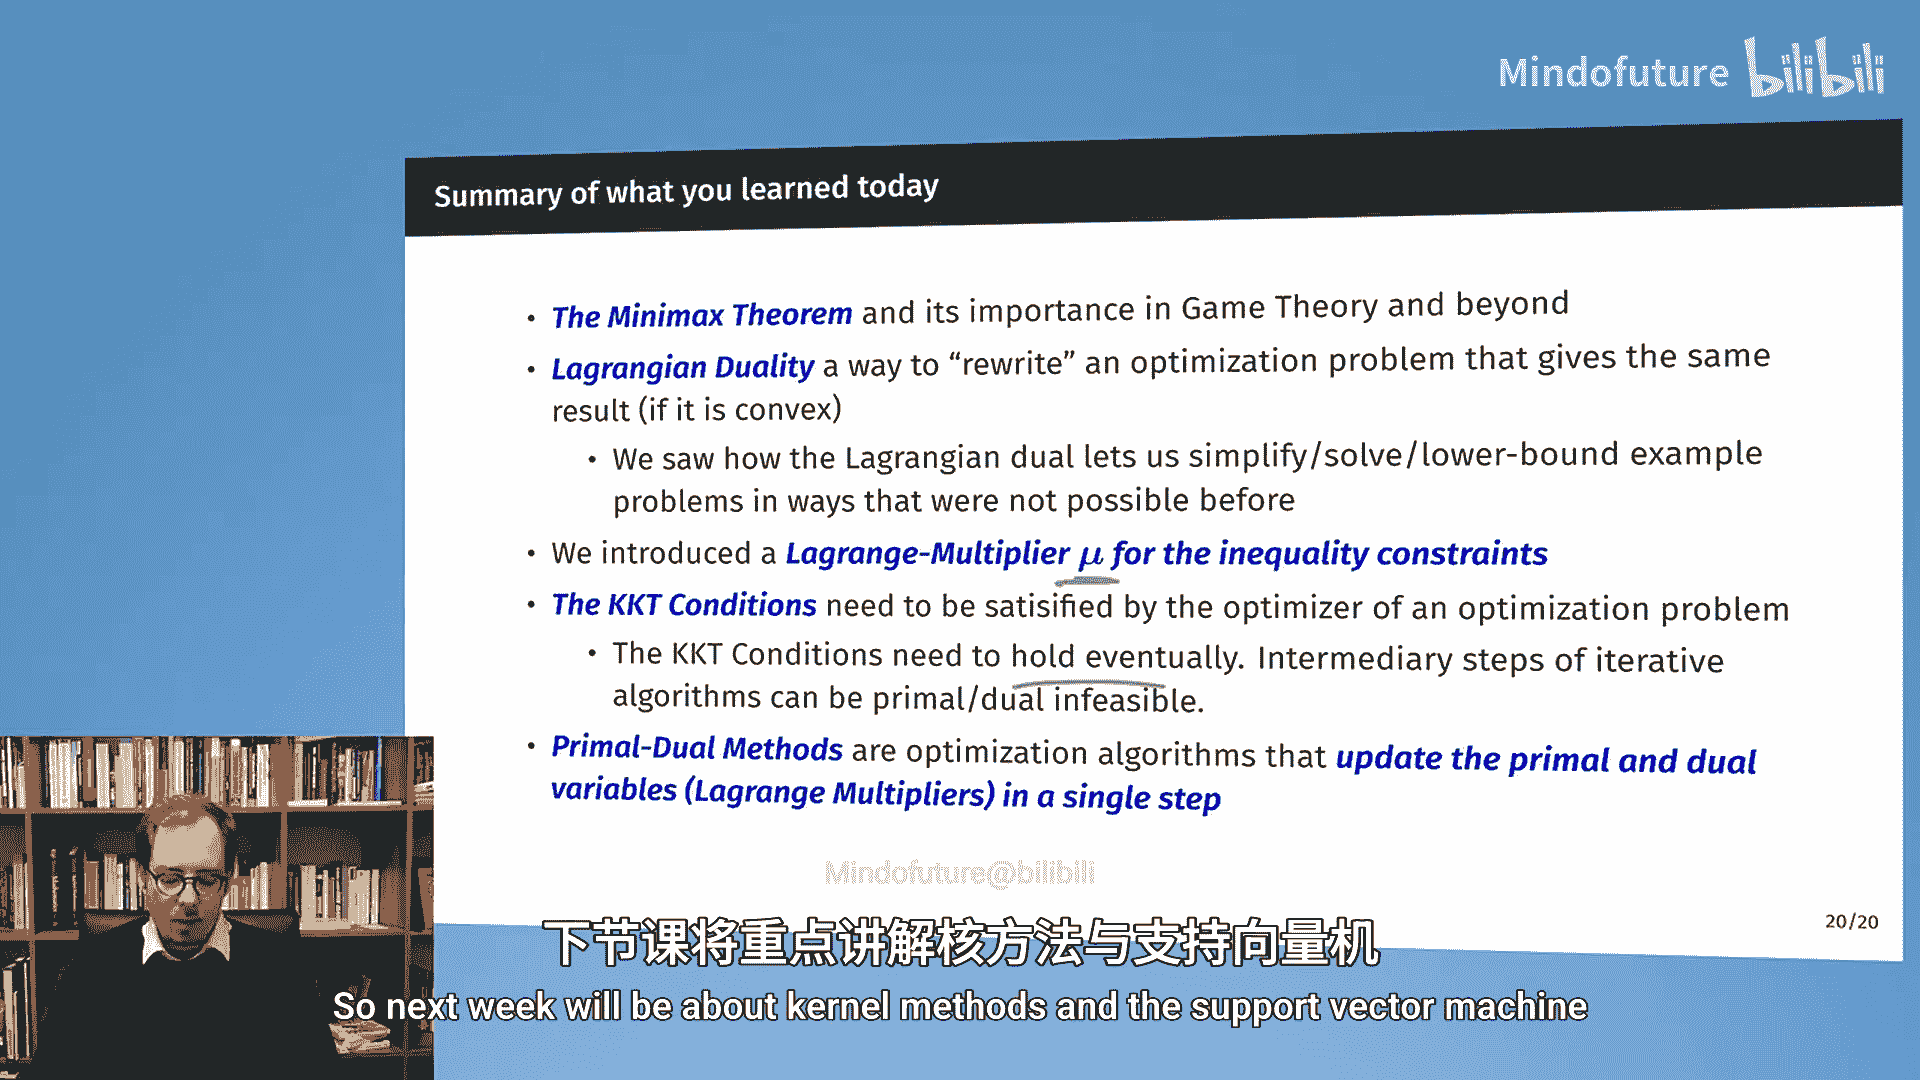 Mindofuture bilibili
Summary of what you learned today
• The Minimax Theorem and its importance in Game Theory and beyond
• Lagrangian Duality a way to “rewrite” an optimization problem that gives the same
result (if it is convex)
• We saw how the Lagrangian dual lets us simplify/solve/lower-bound example
problems in ways that were not possible before
• We introduced a Lagrange-Multiplier μ for the inequality constraints
• The KKT Conditions need to be satisified by the optimizer of an optimization problem
• The KKT Conditions need to hold eventually. Intermediary steps of iterative
algorithms can be primal/dual infeasible.
• Primal-Dual Methods are optimization algorithms that update the primal and dual
variables (Lagrange Multipliers) in a single step
Mindofuture@bilibili
20/20
下节课将重点讲解核方法与支持向量机
So next week will be about kernel methods and the support vector machine